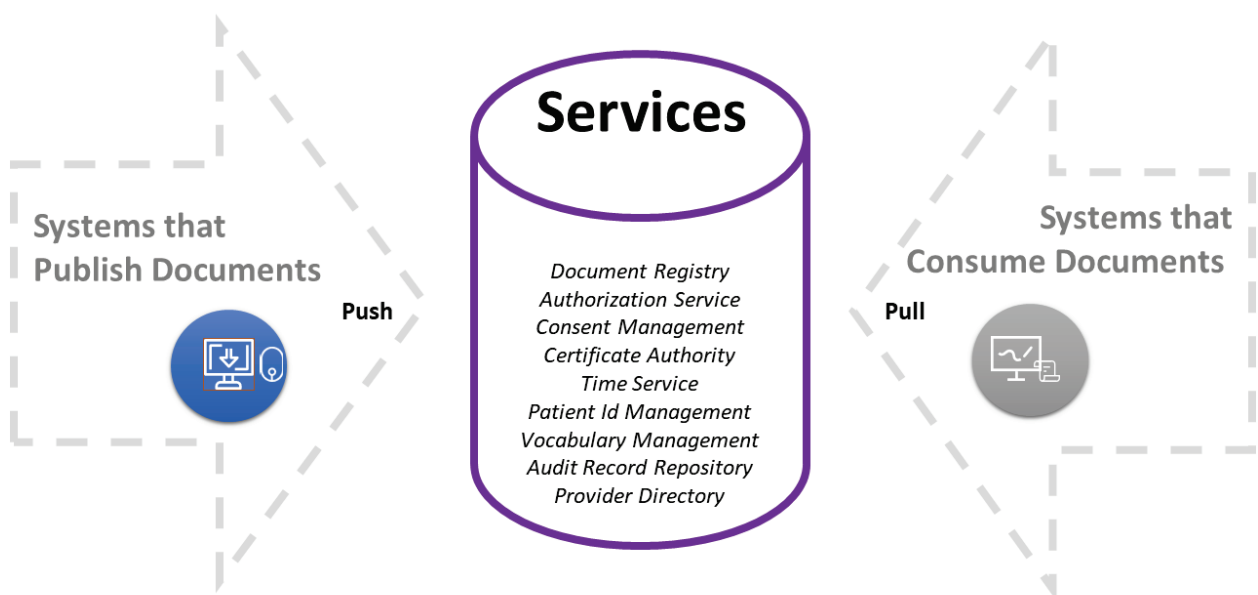 Services
Systems that
Publish Documents
Push
Document Registry
Authorization Service
Consent Management
Certificate Authority
Time Service
Patient Id Management
Vocabulary Management
Audit Record Repository
Provider Directory
Systems that
Consume Documents
Pull